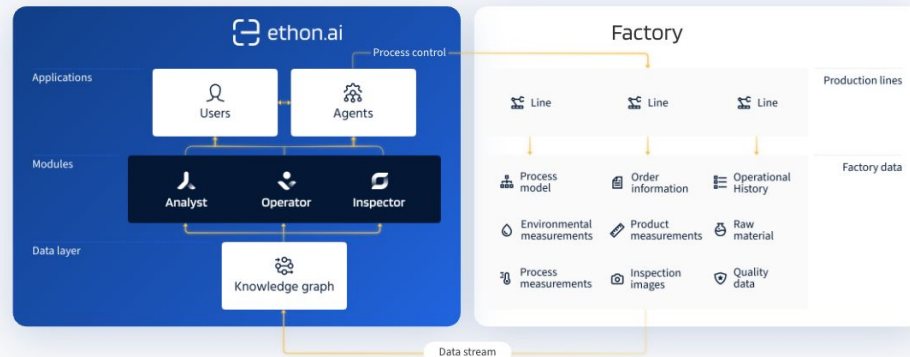 ethon.ai
Factory
Process control
Applications
Users
Agents
Line
Line
Line
Production lines
Modules
Analyst
Operator
Inspector
Process
model
Order
information
Operational
History
Factory data
Environmental
measurements
Product
measurements
Raw
material
Data layer
Knowledge graph
Process
measurements
Inspection
images
Quality
data
Data stream